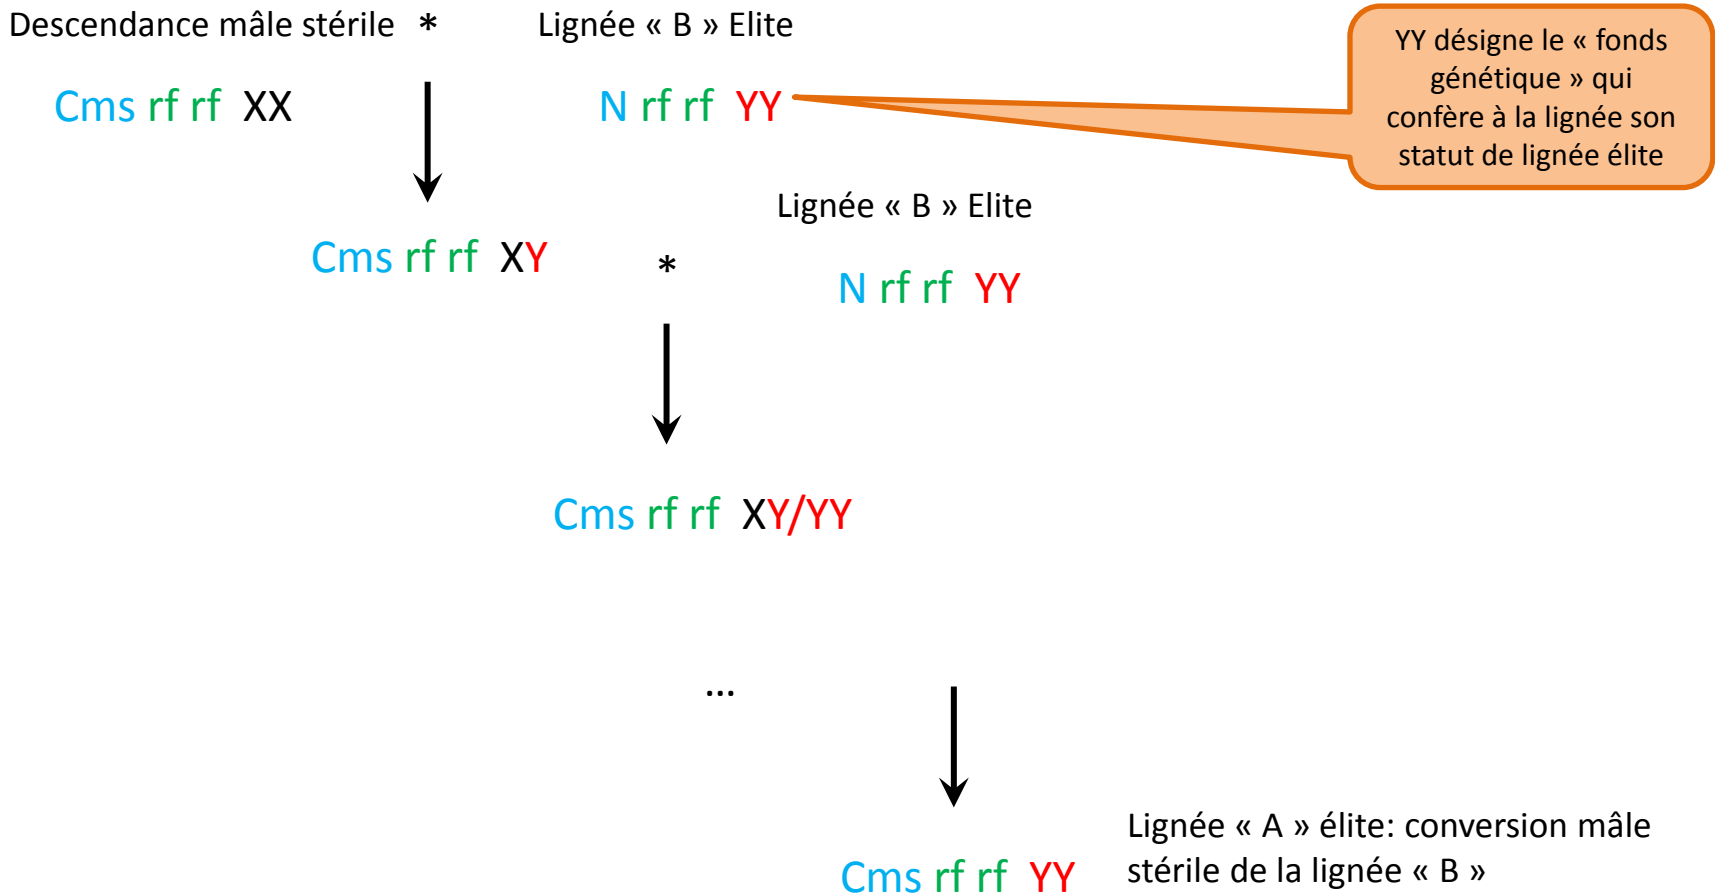 Descendance mâle stérile * Lignée « B » Elite
YY désigne le « fonds
génétique » qui
confère à la lignée son
statut de lignée élite
Cms rf rf XX
N rf rf YY
Lignée « B » Elite
Cms rf rf XY
*
N rf rf YY
Cms rf rf XY/YY
...
Lignée « A » élite: conversion mâle
stérile de la lignée « B »
Cms rf rf YY